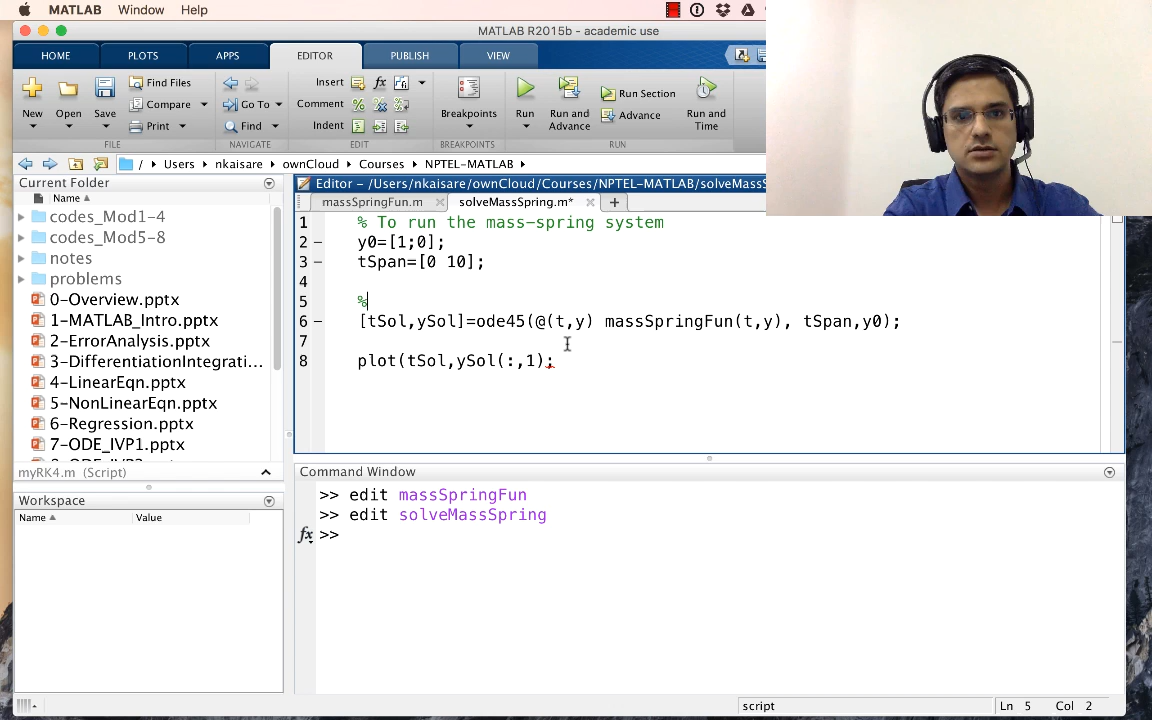 MATLAB Window Help
MATLAB R2015b - academic use
HOME PLOTS APPS EDITOR PUBLISH VIEW
New Open Save Find Files Compare Print
Go To Find
Insert fx
Comment %
Indent
Breakpoints
Run Run and Advance Run Section Advance Run and Time
FILE NAVIGATE EDIT BREAKPOINTS RUN
/ Users nkaisare ownCloud Courses NPTEL-MATLAB
Current Folder
Name
codes_Mod1-4
codes_Mod5-8
notes
problems
0-Overview.pptx
1-MATLAB_Intro.pptx
2-ErrorAnalysis.pptx
3-DifferentiationIntegrati...
4-LinearEqn.pptx
5-NonLinearEqn.pptx
6-Regression.pptx
7-ODE_IVP1.pptx
myRK4.m (Script)
Workspace
Name Value
Editor - /Users/nkaisare/ownCloud/Courses/NPTEL-MATLAB/solveMassS
massSpringFun.m solveMassSpring.m*
1 % To run the mass-spring system
2 y0=[1;0];
3 tSpan=[0 10];
4
5 %
6 [tSol,ySol]=ode45(@(t,y) massSpringFun(t,y), tSpan,y0);
7
8 plot(tSol,ySol(:,1);
Command Window
>> edit massSpringFun
>> edit solveMassSpring
fx >>
script Ln 5 Col 2